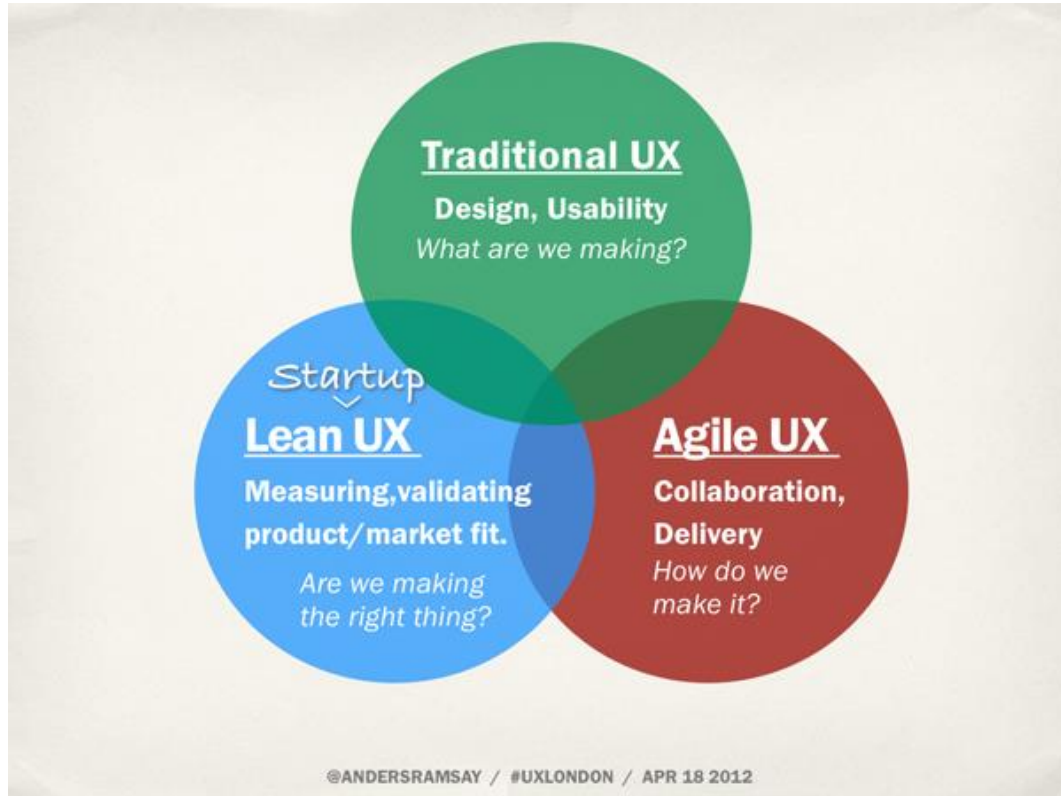 Traditional UX
Design, Usability
What are we making?
Startup
Lean UX
Measuring,validating
product/market fit.
Are we making
the right thing?
Agile UX
Collaboration,
Delivery
How do we
make it?
@ANDERSRAMSAY / #UXLONDON / APR 18 2012